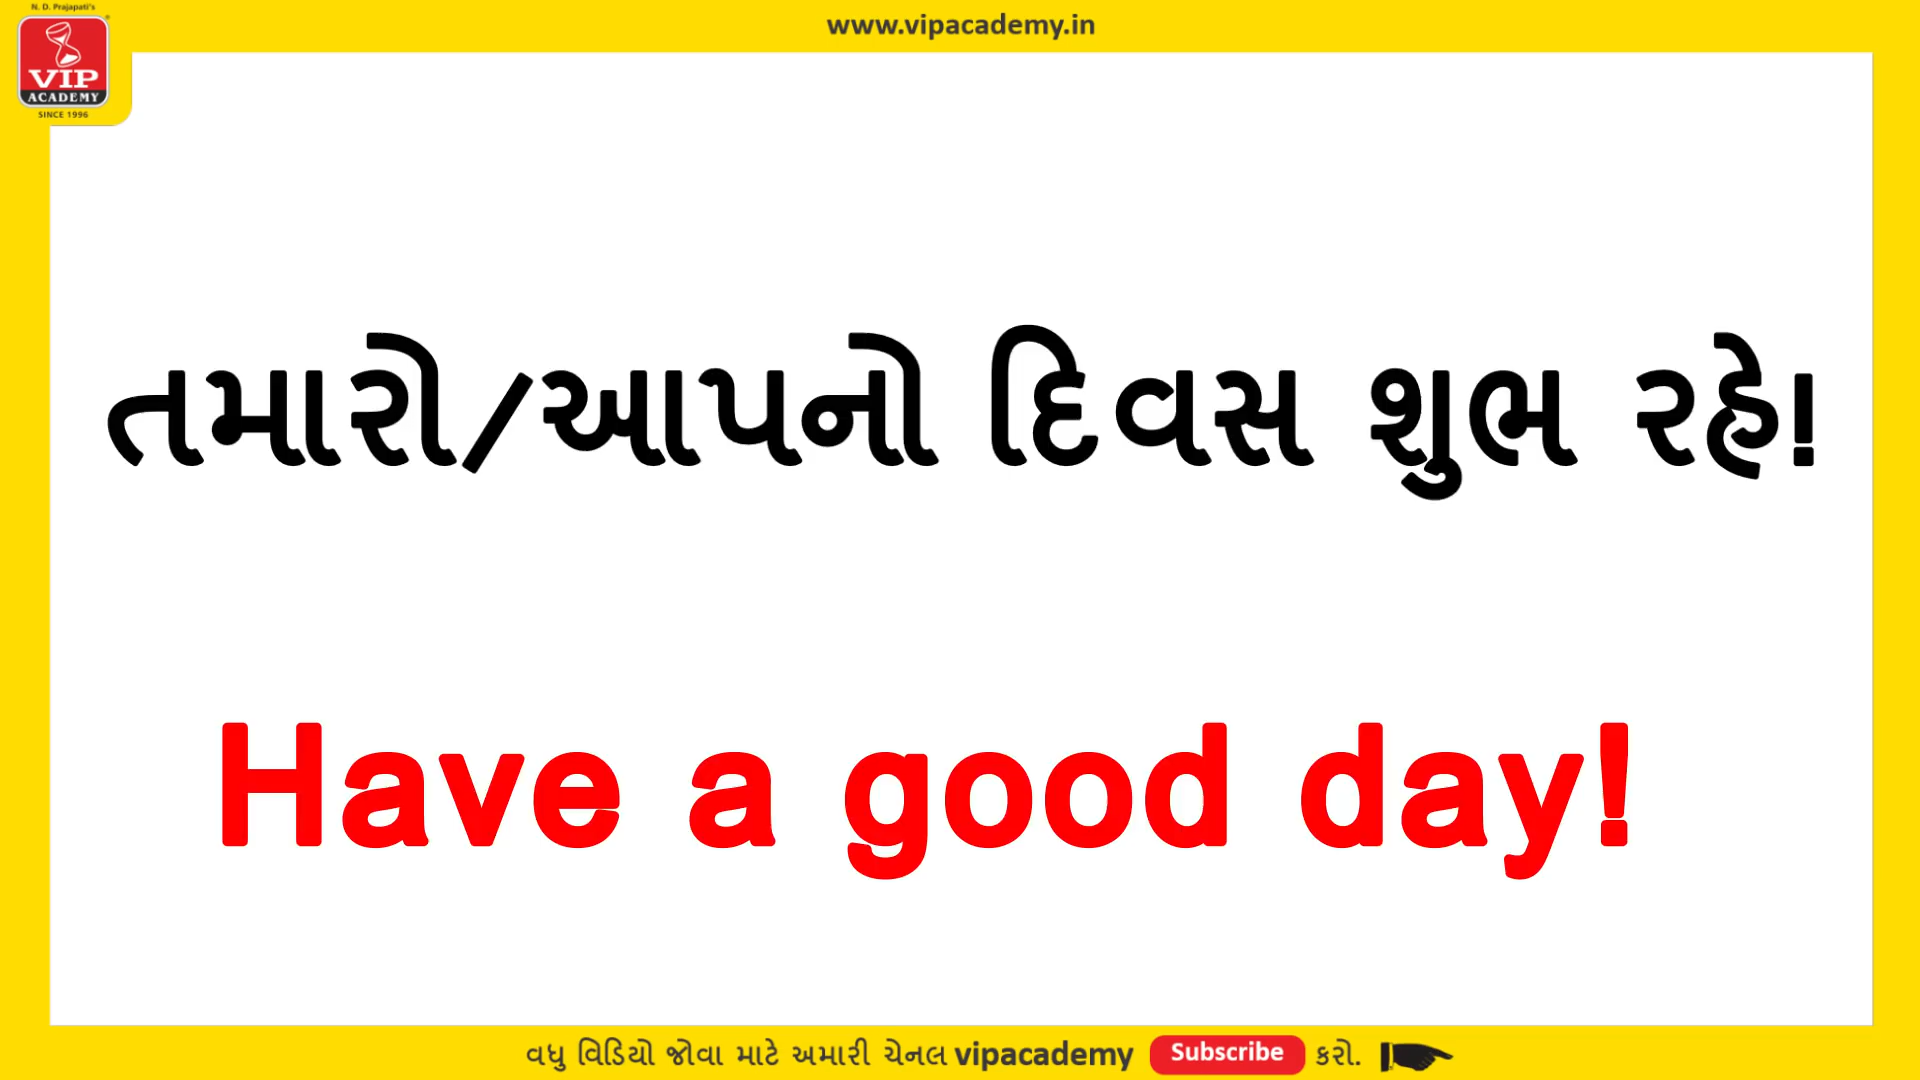 N. D. Prajapati's
www.vipacademy.in
VIP
ACADEMY
SINCE 1996
તમારો/આપનો દિવસ શુભ રહે!
Have a good day!
વધુ વિડિયો જોવા માટે અમારી ચેનલ vipacademy Subscribe કરો.